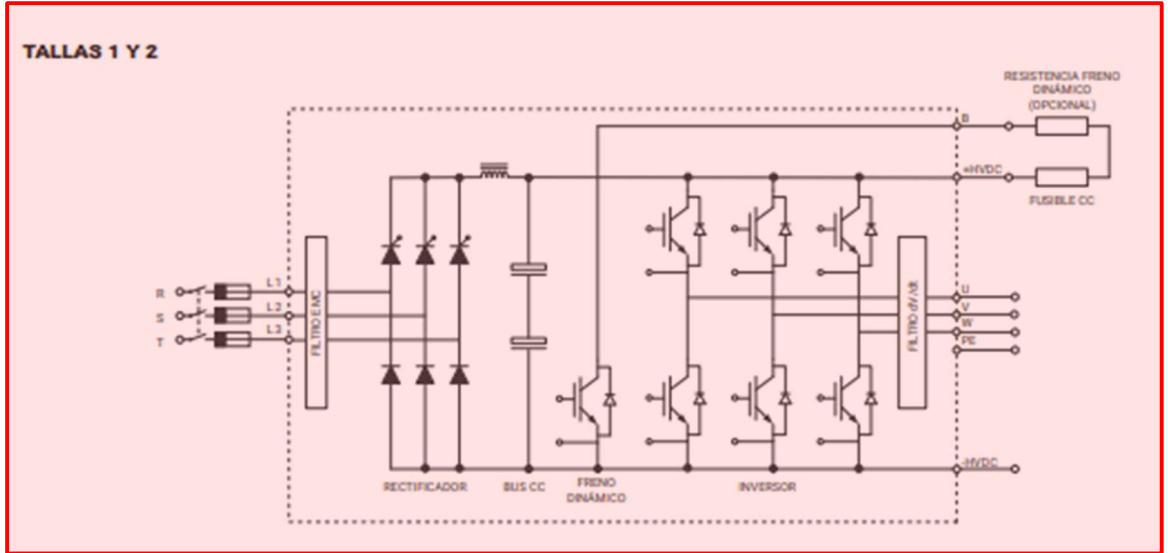 TALLAS 1 Y 2
RESISTENCIA FRENO
DINÁMICO
(OPCIONAL)
B
+HVDC
FUSIBLE CC
R
L1
S
L2
T
L3
FILTRO EMC
FILTRO dV/dt
U
V
W
PE
-HVDC
RECTIFICADOR
BUS CC
FRENO
DINÁMICO
INVERSOR